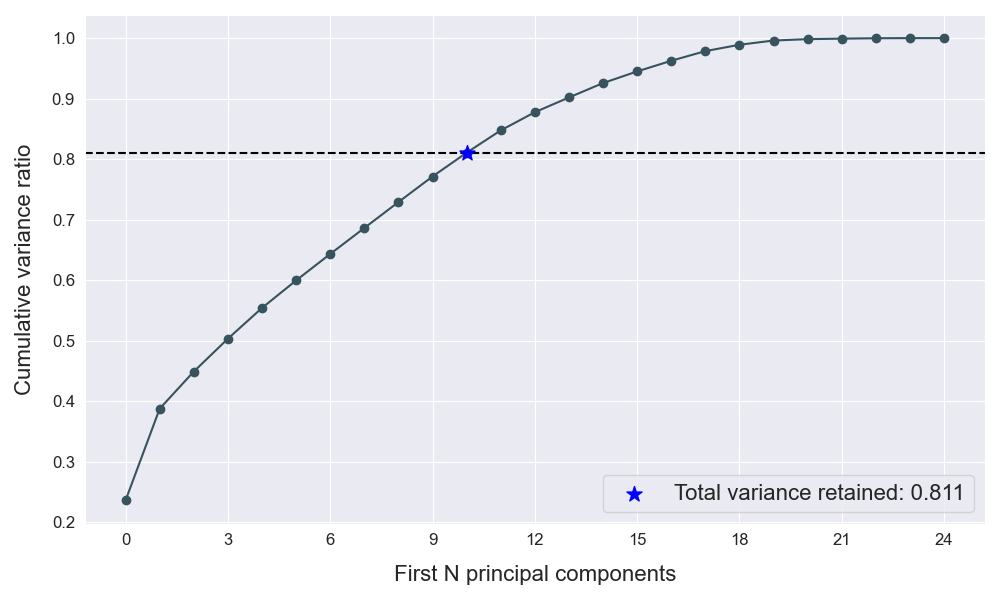 Cumulative variance ratio
1.0
0.9
0.8
0.7
0.6
0.5
0.4
0.3
0.2
Total variance retained: 0.811
0 3 6 9 12 15 18 21 24
First N principal components